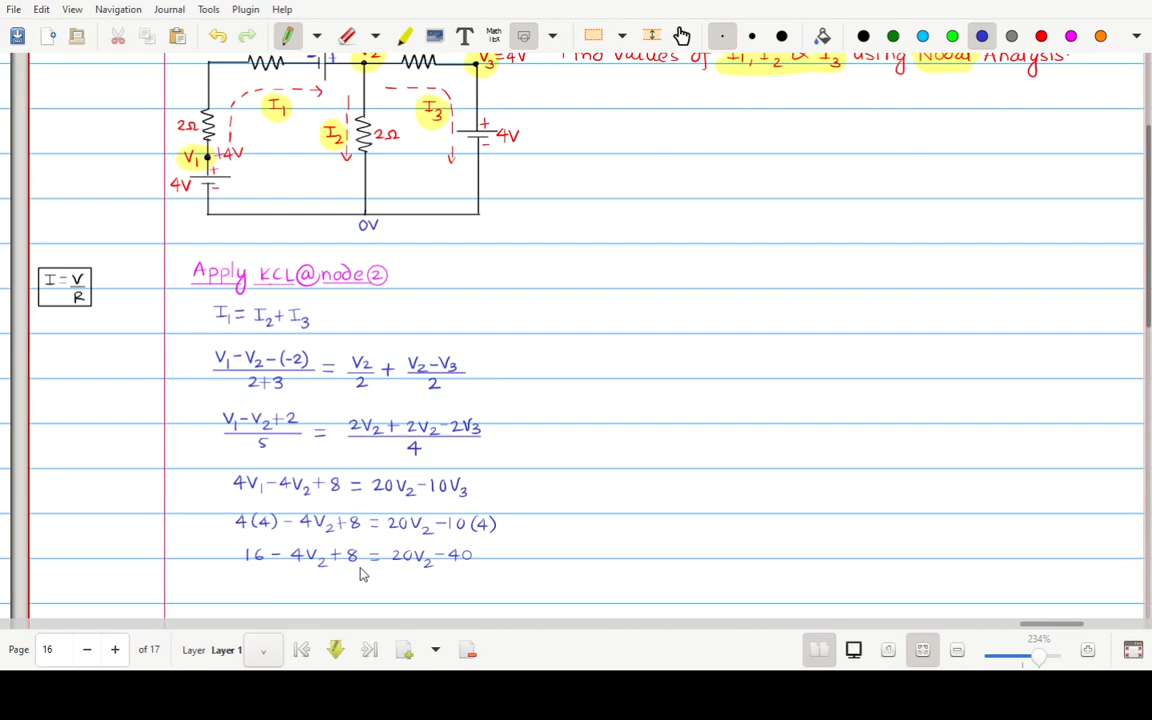 File Edit View Navigation Journal Tools Plugin Help
T Math TEX
V3=4V Find values of I1, I2 & I3 using Nodal Analysis.
- +
I1 I3
2Ω I2 2Ω + 4V -
V1 +4V
4V + -
0V
Apply KCL@node②
I = V/R
I1 = I2 + I3
(V1-V2-(-2))/(2+3) = V2/2 + (V2-V3)/2
(V1-V2+2)/5 = (2V2+2V2-2V3)/4
4V1-4V2+8 = 20V2-10V3
4(4)-4V2+8 = 20V2-10(4)
16-4V2+8 = 20V2-40
Page 16 of 17 Layer Layer 1 234%